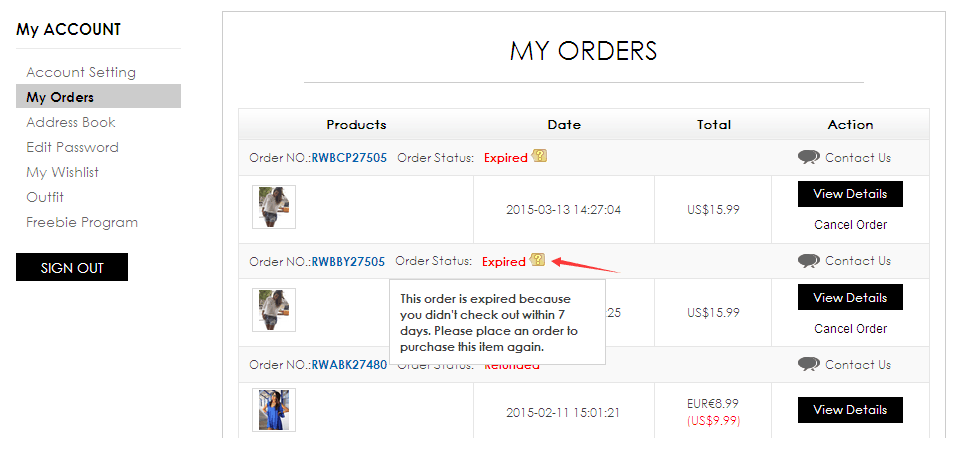 My ACCOUNT
Account Setting
My Orders
Address Book
Edit Password
My Wishlist
Outfit
Freebie Program
SIGN OUT
MY ORDERS
Products Date Total Action
Order NO.:RWBCP27505 Order Status: Expired Contact Us
2015-03-13 14:27:04 US$15.99 View Details
Cancel Order
Order NO.:RWBBY27505 Order Status: Expired Contact Us
This order is expired because
you didn't check out within 7
days. Please place an order to
purchase this item again.
:25 US$15.99 View Details
Cancel Order
Order NO.:RWABK27480 Order Status: Refunded Contact Us
2015-02-11 15:01:21 EUR€8.99 View Details
(US$9.99)